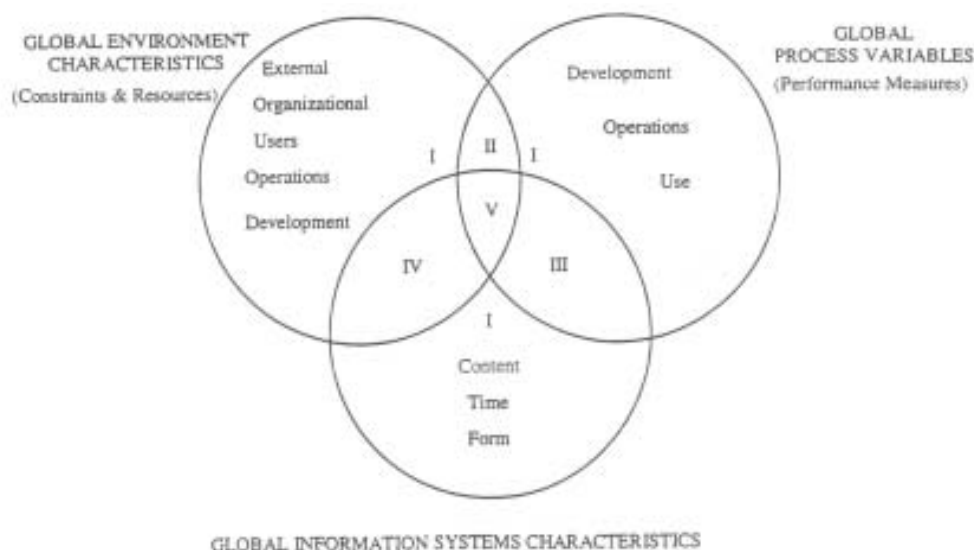 GLOBAL ENVIRONMENT
CHARACTERISTICS
(Constraints & Resources)
External
Organizational
Users
Operations
Development
GLOBAL
PROCESS VARIABLES
(Performance Measures)
Development
Operations
Use
I
II
I
V
IV
III
I
Content
Time
Form
GLOBAL INFORMATION SYSTEMS CHARACTERISTICS